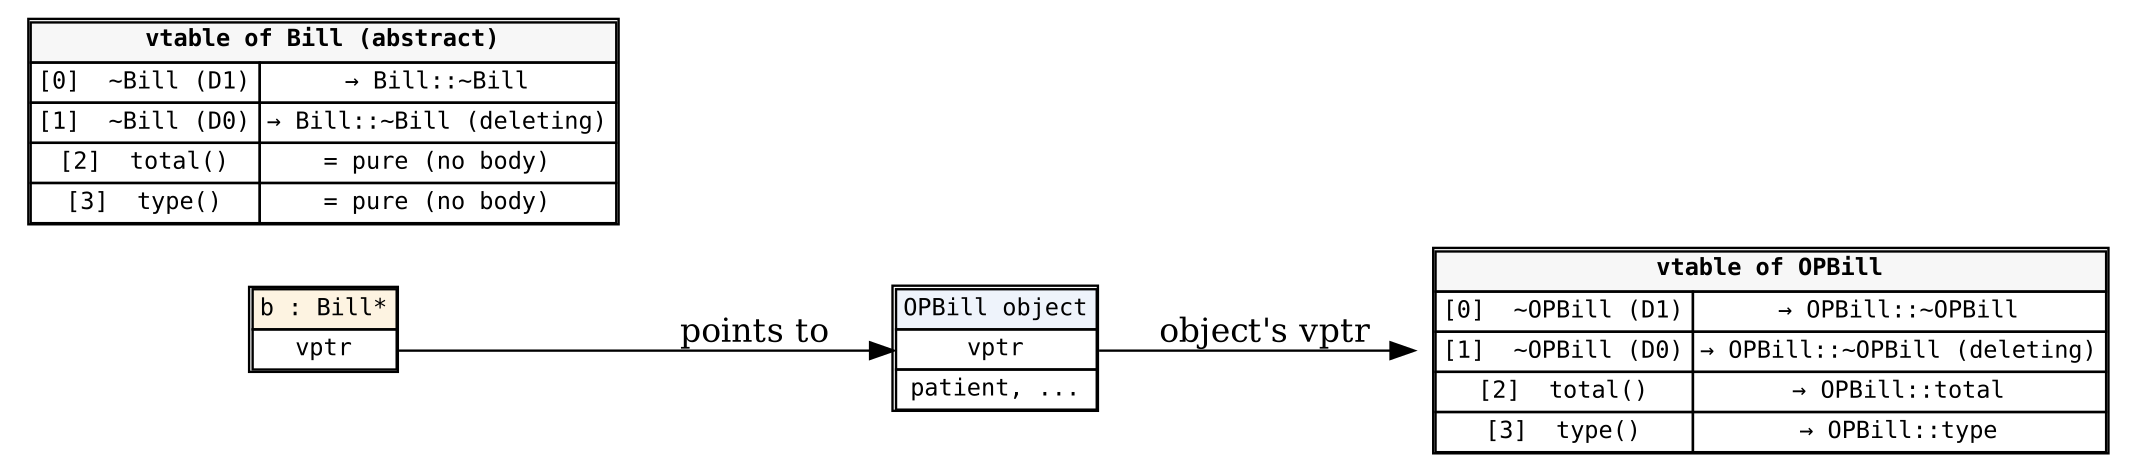 vtable of Bill (abstract)
[0]  ~Bill (D1) → Bill::~Bill
[1]  ~Bill (D0) → Bill::~Bill (deleting)
[2]  total() = pure (no body)
[3]  type() = pure (no body)
b : Bill*
vptr
points to
OPBill object
vptr
patient, ...
object's vptr
vtable of OPBill
[0]  ~OPBill (D1) → OPBill::~OPBill
[1]  ~OPBill (D0) → OPBill::~OPBill (deleting)
[2]  total() → OPBill::total
[3]  type() → OPBill::type